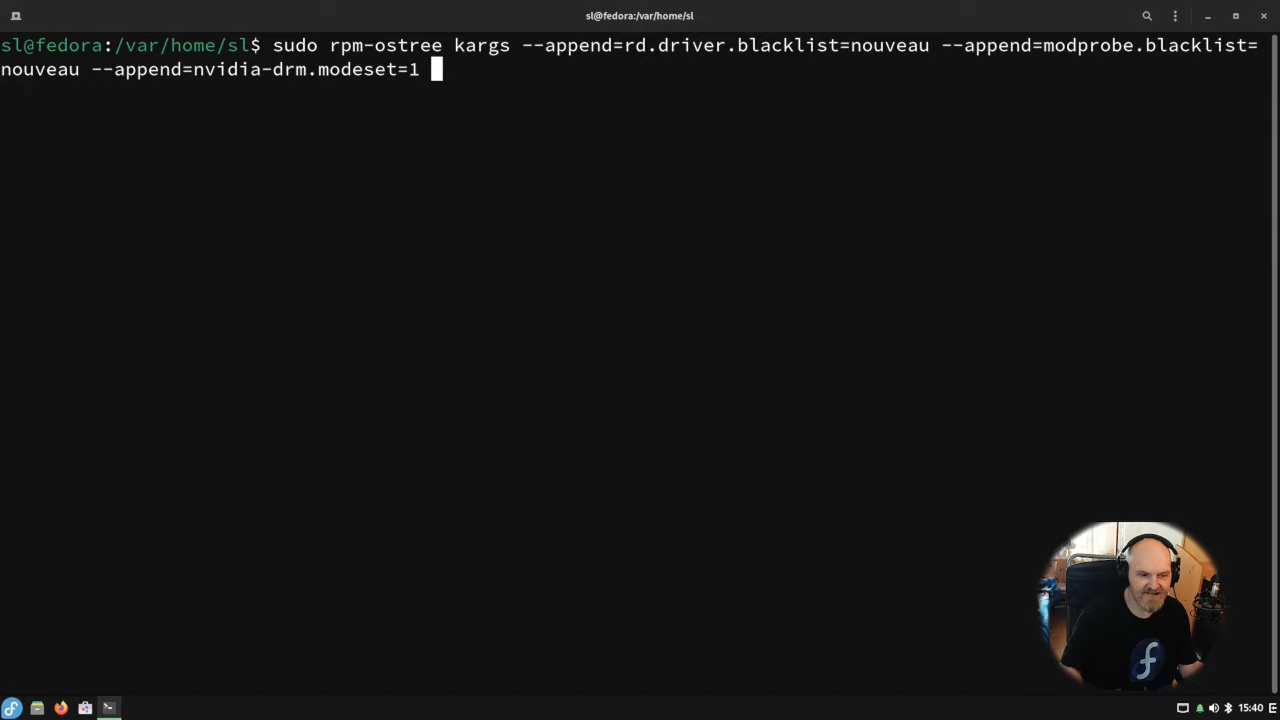 sl@fedora:/var/home/sl
sl@fedora:/var/home/sl$ sudo rpm-ostree kargs --append=rd.driver.blacklist=nouveau --append=modprobe.blacklist=
nouveau --append=nvidia-drm.modeset=1
15:40